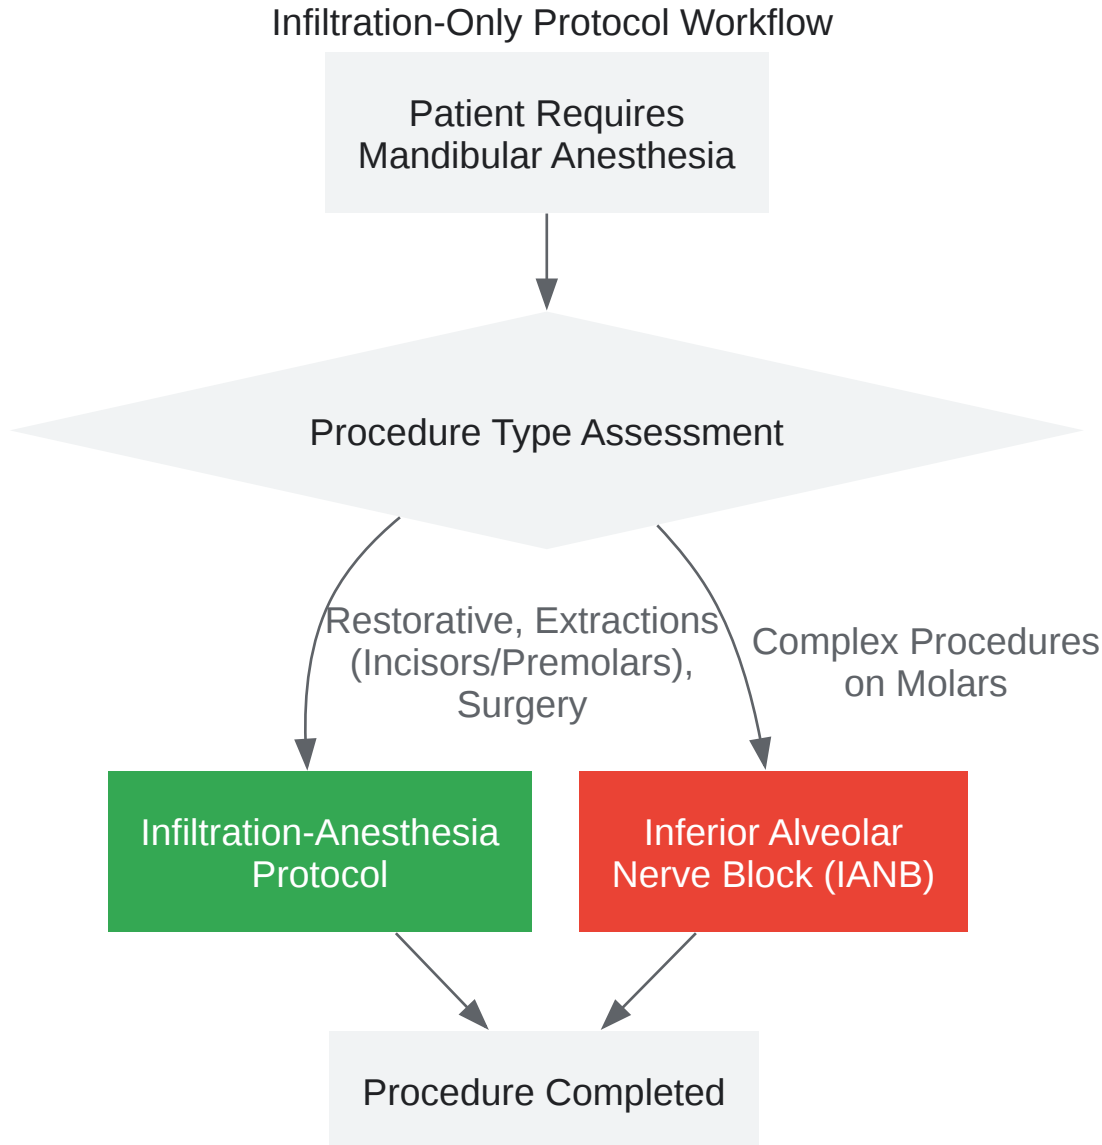 Infiltration-Only Protocol Workflow
Patient Requires
Mandibular Anesthesia
Procedure Type Assessment
Restorative, Extractions
(Incisors/Premolars),
Surgery
Complex Procedures
on Molars
Infiltration-Anesthesia
Protocol
Inferior Alveolar
Nerve Block (IANB)
Procedure Completed